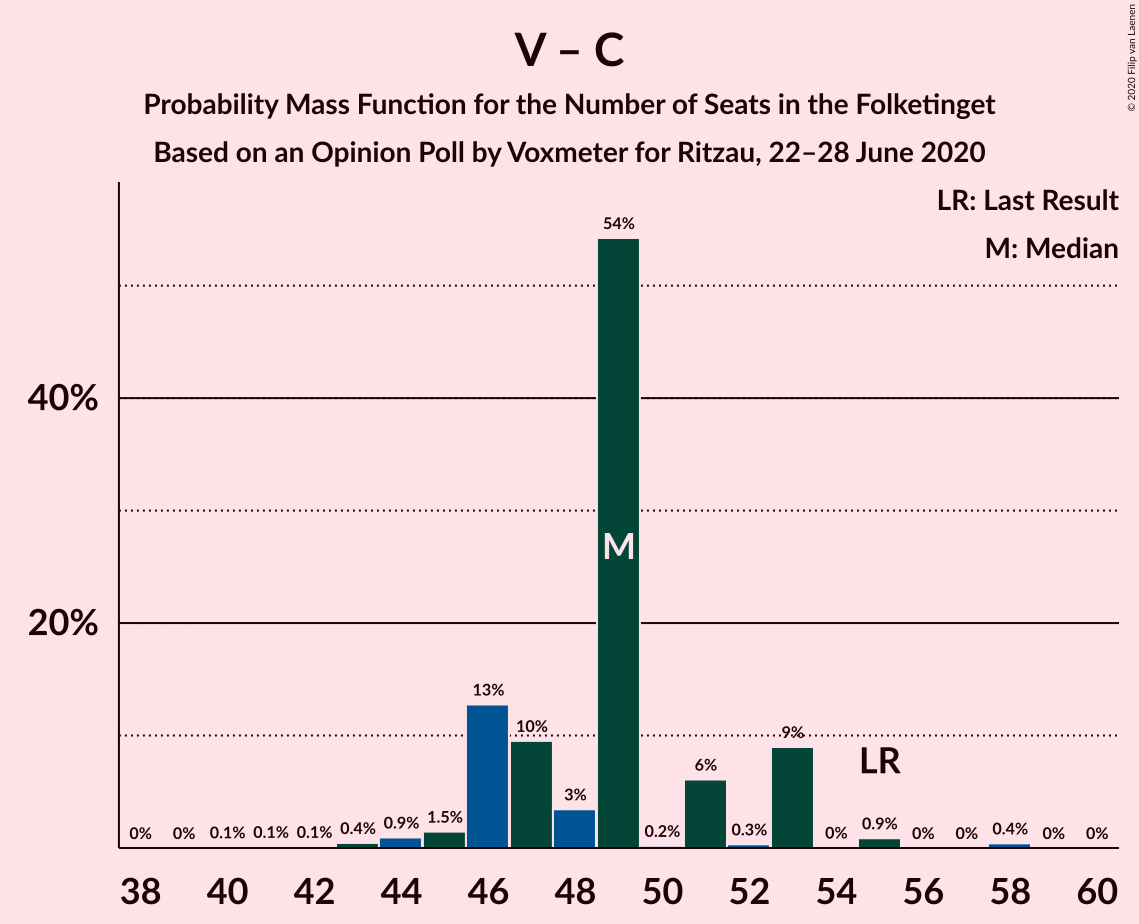 V – C
Probability Mass Function for the Number of Seats in the Folketinget
Based on an Opinion Poll by Voxmeter for Ritzau, 22–28 June 2020
© 2020 Filip van Laenen
LR: Last Result
M: Median
54%
40%
M
20%
13%
10%
9%
LR
6%
3%
0% 0% 0.1% 0.1% 0.1% 0.4% 0.9% 1.5% 0.2% 0.3% 0% 0.9% 0% 0% 0.4% 0% 0%
38 40 42 44 46 48 50 52 54 56 58 60